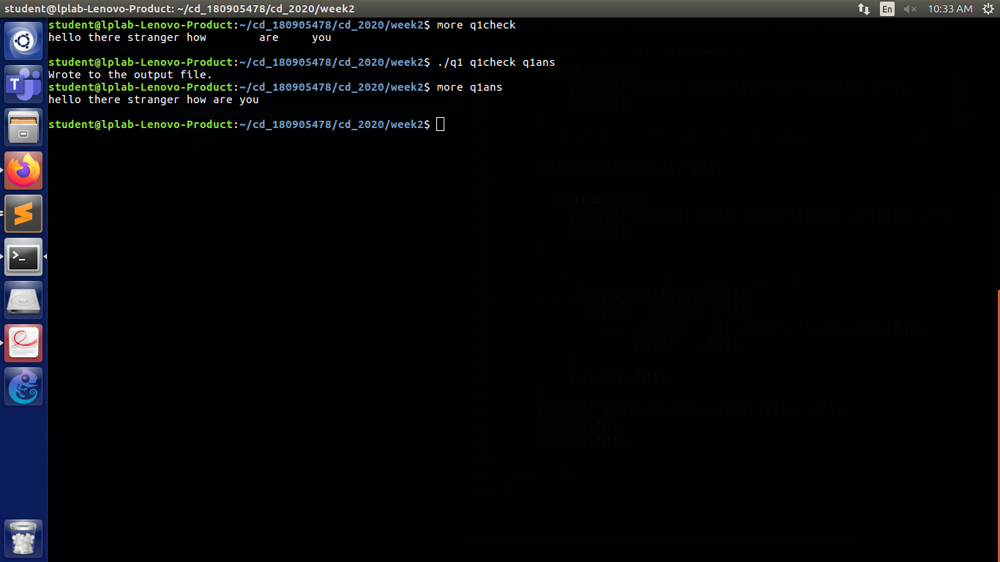 student@lplab-Lenovo-Product: ~/cd_180905478/cd_2020/week2
En
10:33 AM
student@lplab-Lenovo-Product:~/cd_180905478/cd_2020/week2$ more q1check
hello there stranger how         are      you
student@lplab-Lenovo-Product:~/cd_180905478/cd_2020/week2$ ./q1 q1check q1ans
Wrote to the output file.
student@lplab-Lenovo-Product:~/cd_180905478/cd_2020/week2$ more q1ans
hello there stranger how are you
student@lplab-Lenovo-Product:~/cd_180905478/cd_2020/week2$
T
>_